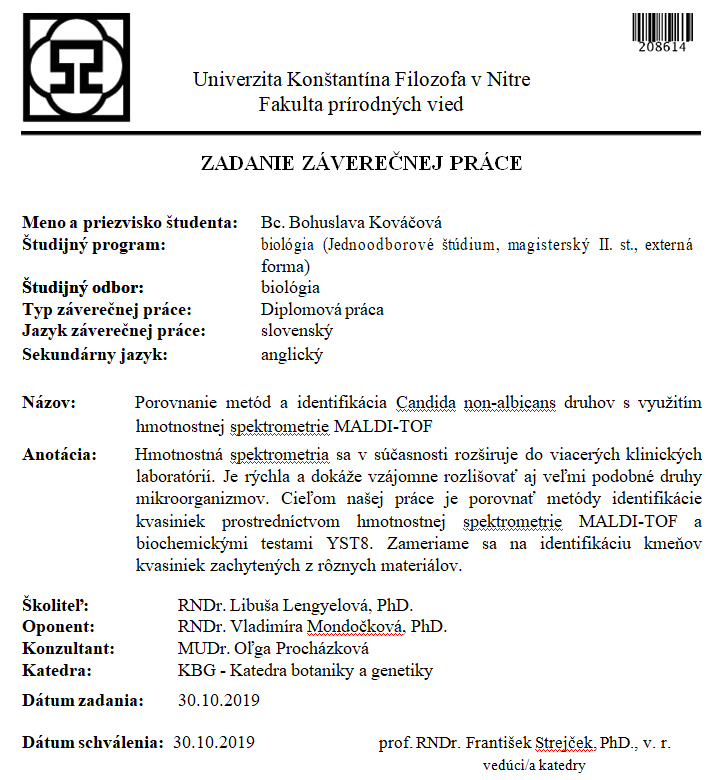 208614
Univerzita Konštantína Filozofa v Nitre
Fakulta prírodných vied
ZADANIE ZÁVEREČNEJ PRÁCE
Meno a priezvisko študenta: Bc. Bohuslava Kováčová
Študijný program: biológia (Jednoodborové štúdium, magisterský II. st., externá
forma)
Študijný odbor: biológia
Typ záverečnej práce: Diplomová práca
Jazyk záverečnej práce: slovenský
Sekundárny jazyk: anglický
Názov: Porovnanie metód a identifikácia Candida non-albicans druhov s využitím
hmotnostnej spektrometrie MALDI-TOF
Anotácia: Hmotnostná spektrometria sa v súčasnosti rozširuje do viacerých klinických
laboratórií. Je rýchla a dokáže vzájomne rozlišovať aj veľmi podobné druhy
mikroorganizmov. Cieľom našej práce je porovnať metódy identifikácie
kvasiniek prostredníctvom hmotnostnej spektrometrie MALDI-TOF a
biochemickými testami YST8. Zameriame sa na identifikáciu kmeňov
kvasiniek zachytených z rôznych materiálov.
Školiteľ: RNDr. Libuša Lengyelová, PhD.
Oponent: RNDr. Vladimíra Mondočková, PhD.
Konzultant: MUDr. Oľga Procházková
Katedra: KBG - Katedra botaniky a genetiky
Dátum zadania: 30.10.2019
Dátum schválenia: 30.10.2019 prof. RNDr. František Strejček, PhD., v. r.
vedúci/a katedry